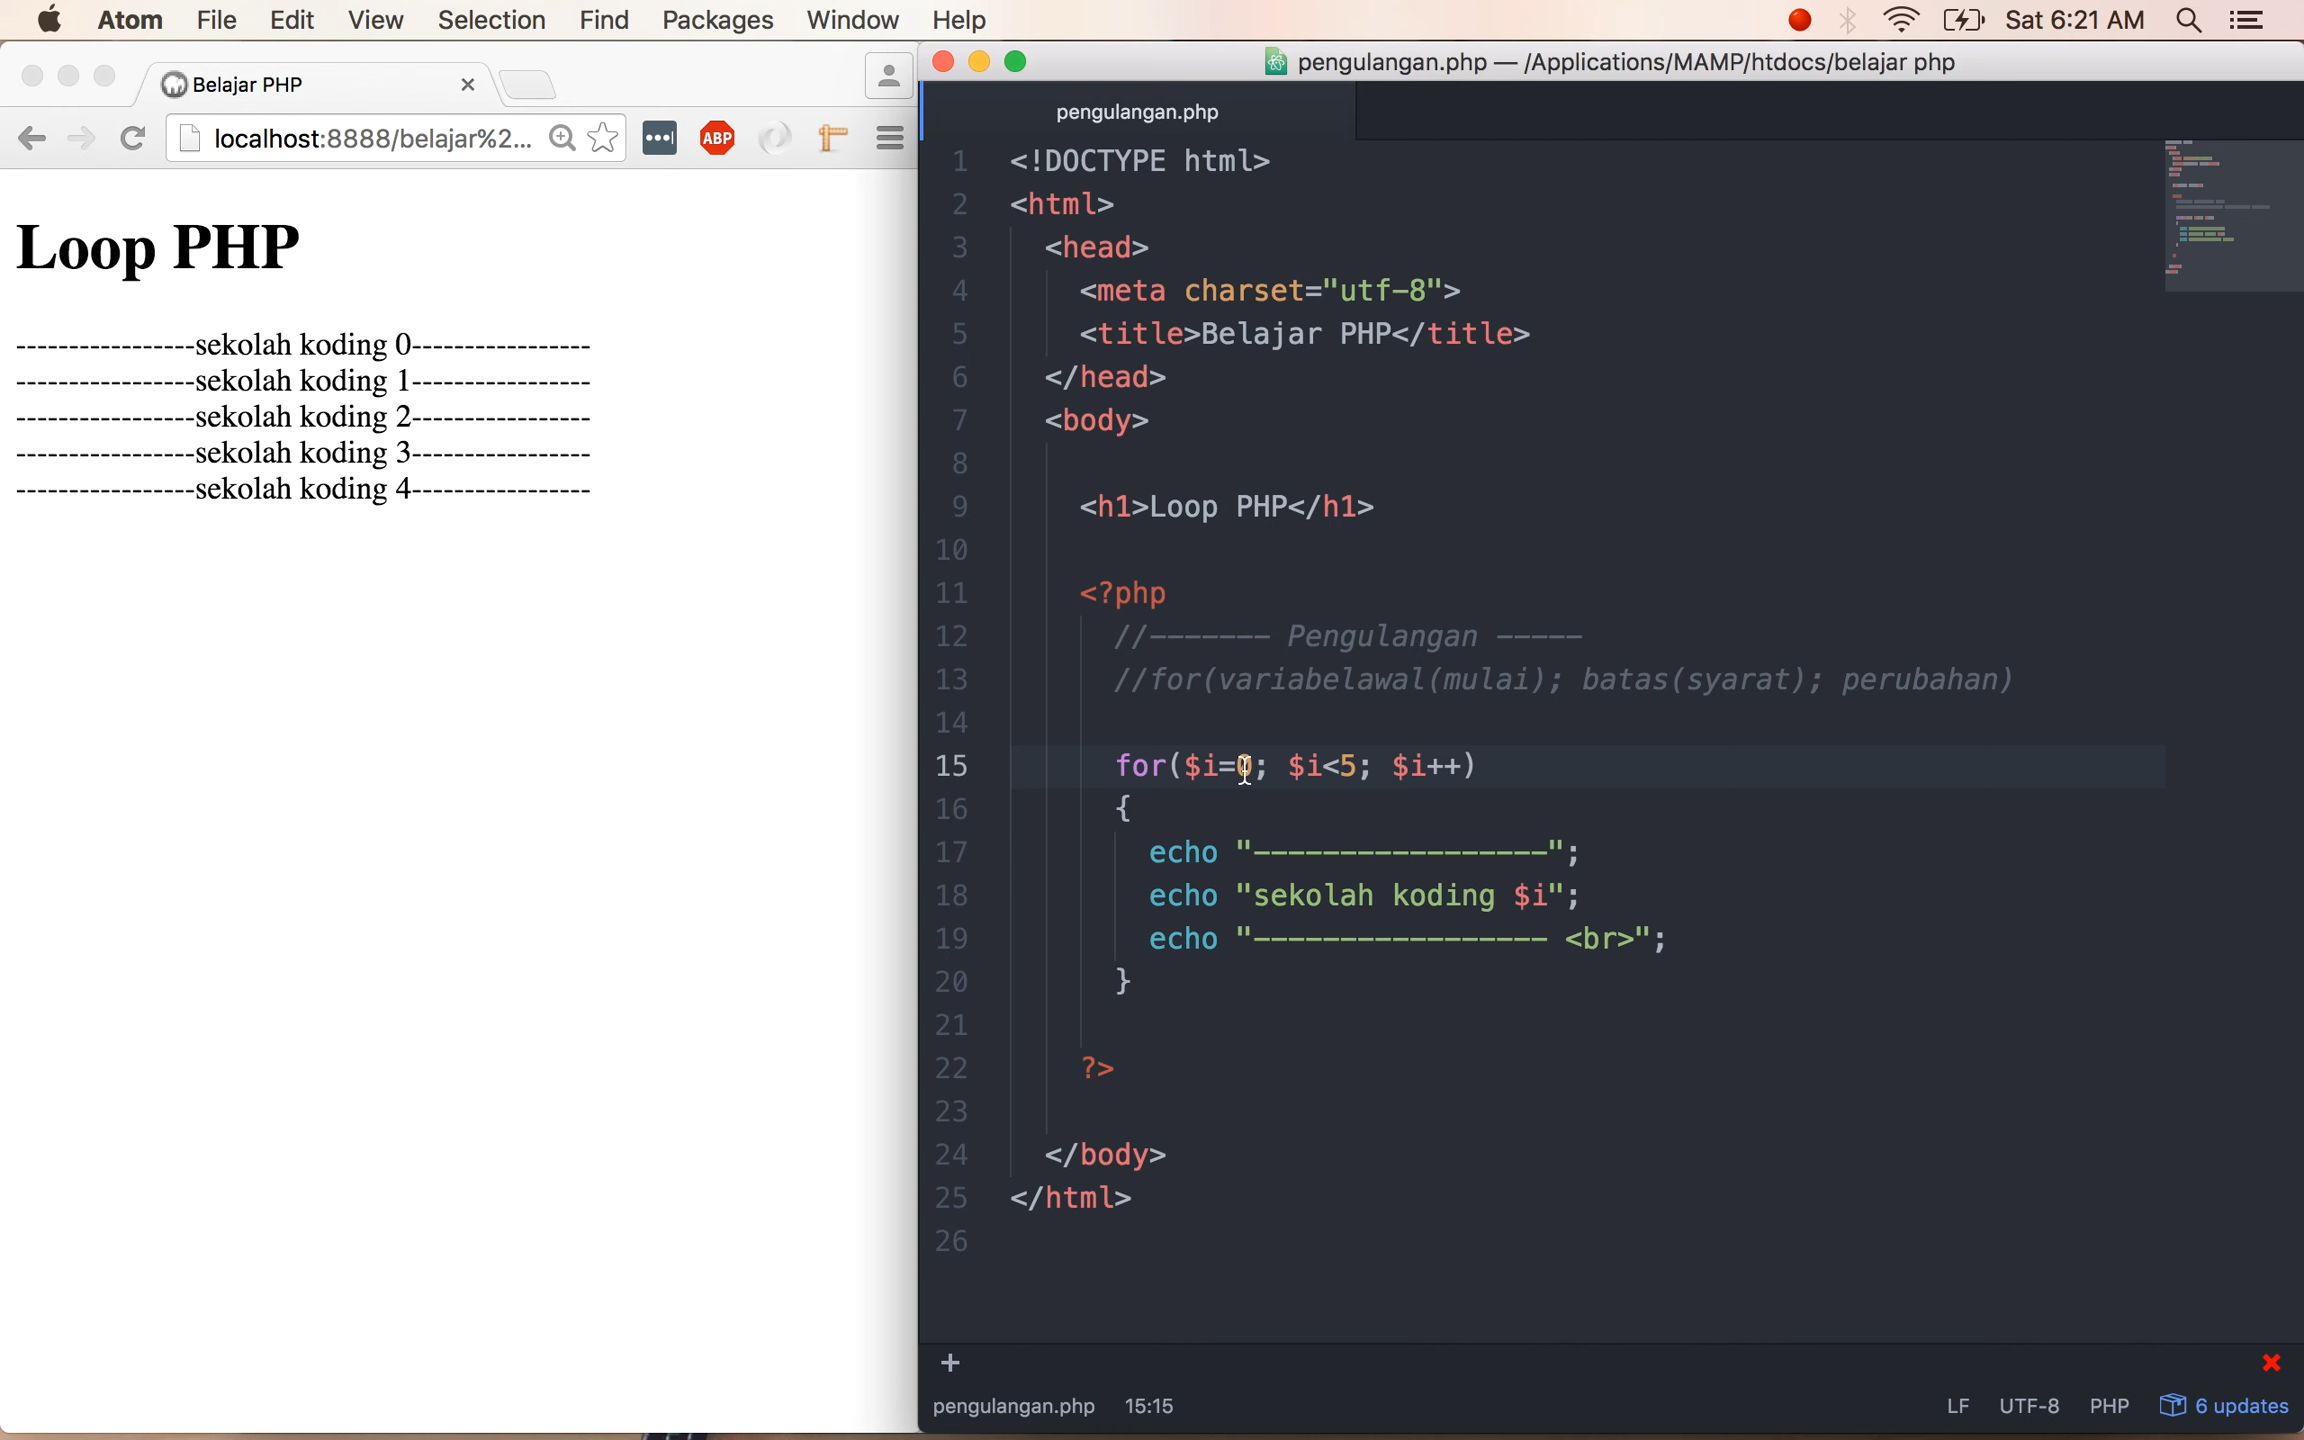 Atom File Edit View Selection Find Packages Window Help Sat 6:21 AM
Belajar PHP
localhost:8888/belajar%2...
ABP
Loop PHP
-----------------sekolah koding 0-----------------
-----------------sekolah koding 1-----------------
-----------------sekolah koding 2-----------------
-----------------sekolah koding 3-----------------
-----------------sekolah koding 4-----------------
pengulangan.php — /Applications/MAMP/htdocs/belajar php
pengulangan.php
1 <!DOCTYPE html>
2 <html>
3 <head>
4 <meta charset="utf-8">
5 <title>Belajar PHP</title>
6 </head>
7 <body>
8
9 <h1>Loop PHP</h1>
10
11 <?php
12 //------- Pengulangan -----
13 //for(variabelawal(mulai); batas(syarat); perubahan)
14
15 for($i=0; $i<5; $i++)
16 {
17 echo "-----------------";
18 echo "sekolah koding $i";
19 echo "----------------- <br>";
20 }
21
22 ?>
23
24 </body>
25 </html>
26
pengulangan.php 15:15 LF UTF-8 PHP 6 updates